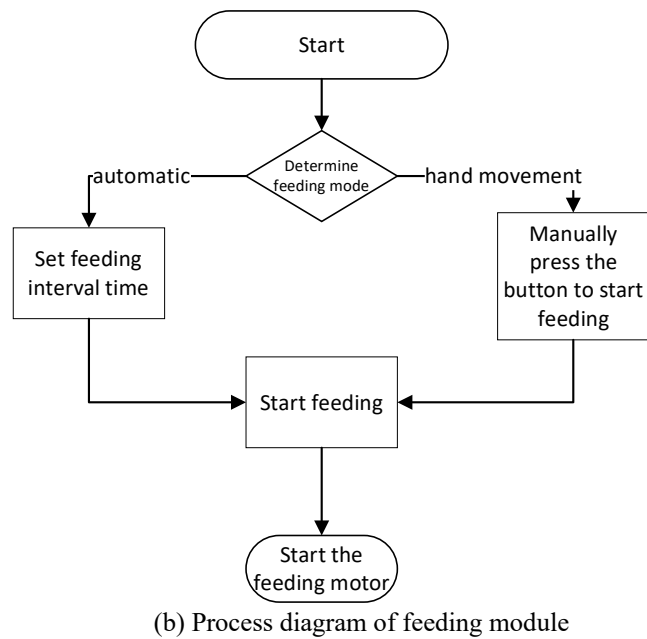 Start
Determine
feeding mode
automatic
hand movement
Set feeding
interval time
Manually
press the
button to start
feeding
Start feeding
Start the
feeding motor
(b) Process diagram of feeding module